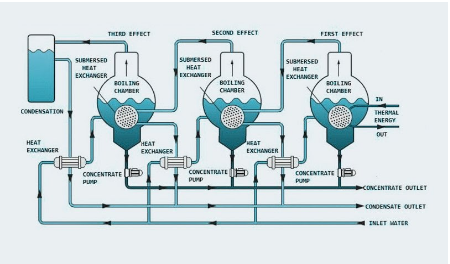 THIRD EFFECT
SECOND EFFECT
FIRST EFFECT
SUBMERSED
HEAT
EXCHANGER
BOILING
CHAMBER
SUBMERSED
HEAT
EXCHANGER
BOILING
CHAMBER
SUBMERSED
HEAT
EXCHANGER
BOILING
CHAMBER
IN
THERMAL
ENERGY
OUT
CONDENSATION
HEAT
EXCHANGER
HEAT
EXCHANGER
HEAT
EXCHANGER
CONCENTRATE
PUMP
CONCENTRATE
PUMP
CONCENTRATE
PUMP
CONCENTRATE OUTLET
CONDENSATE OUTLET
INLET WATER